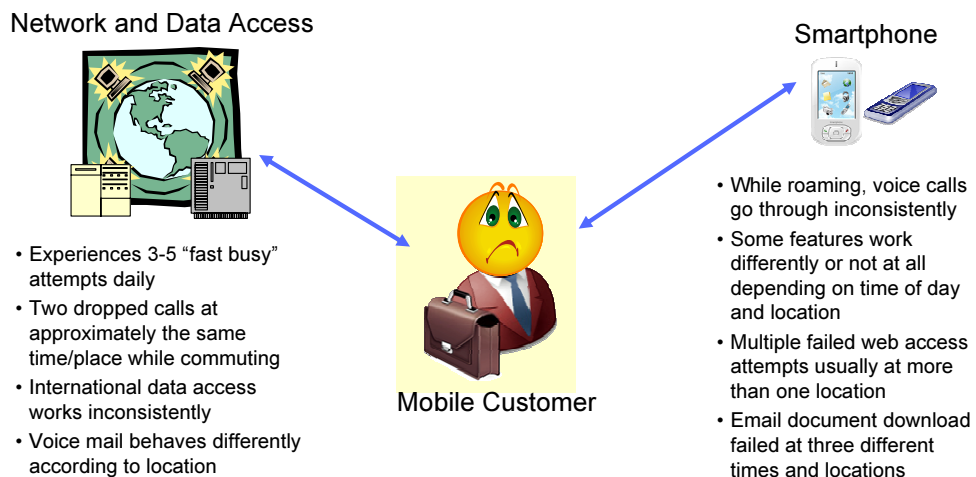 Network and Data Access
• Experiences 3-5 “fast busy”
attempts daily
• Two dropped calls at
approximately the same
time/place while commuting
• International data access
works inconsistently
• Voice mail behaves differently
according to location
Mobile Customer
Smartphone
• While roaming, voice calls
go through inconsistently
• Some features work
differently or not at all
depending on time of day
and location
• Multiple failed web access
attempts usually at more
than one location
• Email document download
failed at three different
times and locations